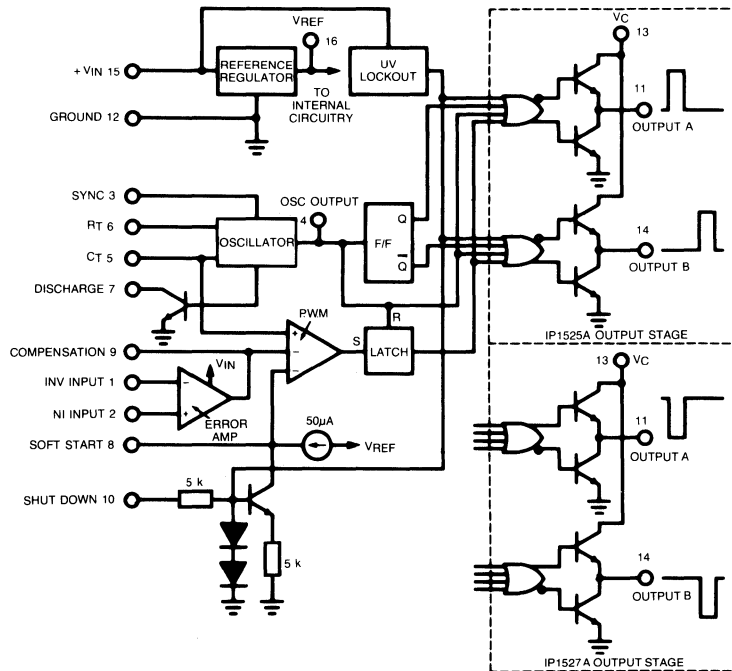 VREF
16
+ VIN 15
REFERENCE
REGULATOR
UV
LOCKOUT
TO
INTERNAL
CIRCUITRY
GROUND 12
VC
13
11
OUTPUT A
SYNC 3
RT 6
CT 5
OSCILLATOR
OSC OUTPUT
4
F/F
Q
Q̅
14
OUTPUT B
DISCHARGE 7
PWM
+
−
−
S
R
LATCH
IP1525A OUTPUT STAGE
COMPENSATION 9
VIN
INV INPUT 1
−
NI INPUT 2
+
ERROR
AMP
SOFT START 8
50µA
VREF
SHUT DOWN 10
5 k
5 k
13
VC
11
OUTPUT A
14
OUTPUT B
IP1527A OUTPUT STAGE